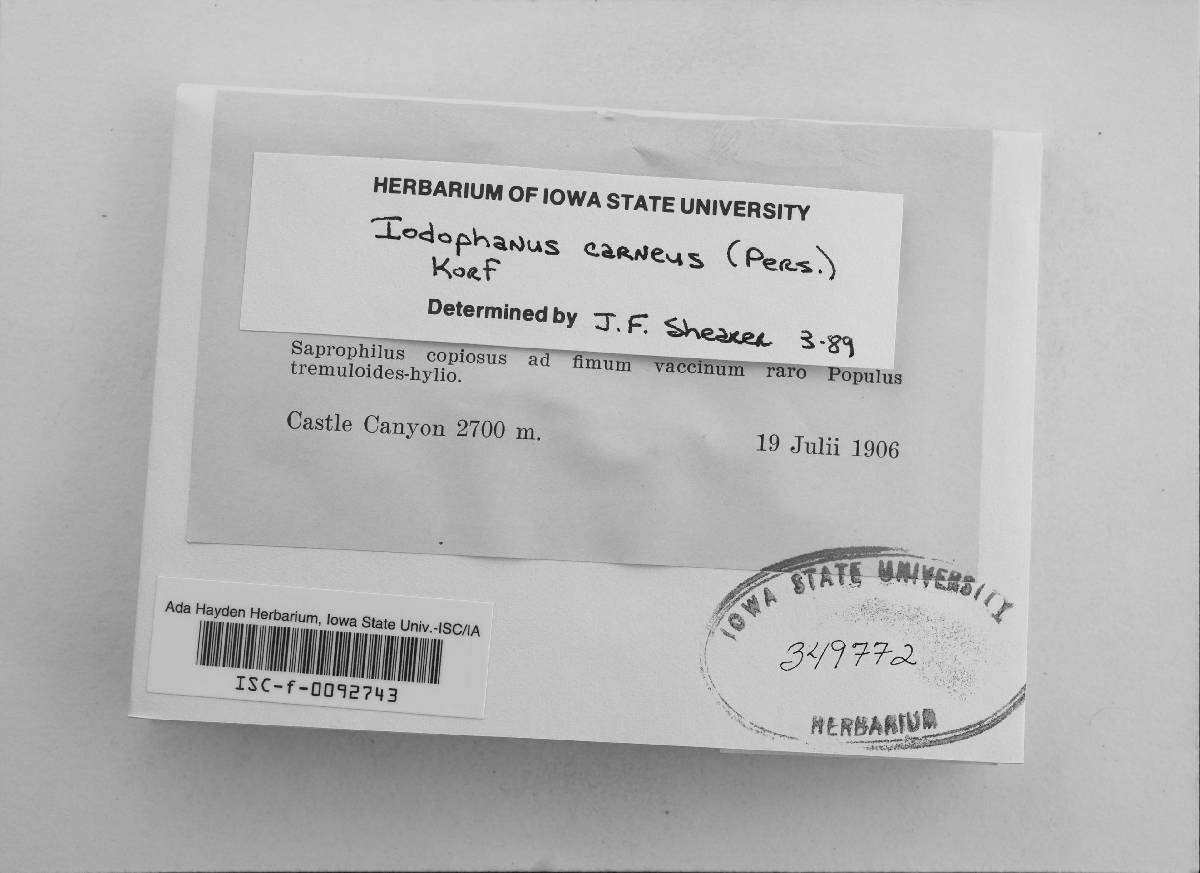 HERBARIUM OF IOWA STATE UNIVERSITY
Iodophanus carneus (Pers.)
Korf
Determined by J.F. Shearer 3-89
Saprophilus copiosus ad fimum vaccinum raro Populus
tremuloides-hylio.
Castle Canyon 2700 m. 19 Julii 1906
Ada Hayden Herbarium, Iowa State Univ.-ISC/IA
ISC-f-0092743
IOWA STATE UNIVERSITY
349772
HERBARIUM